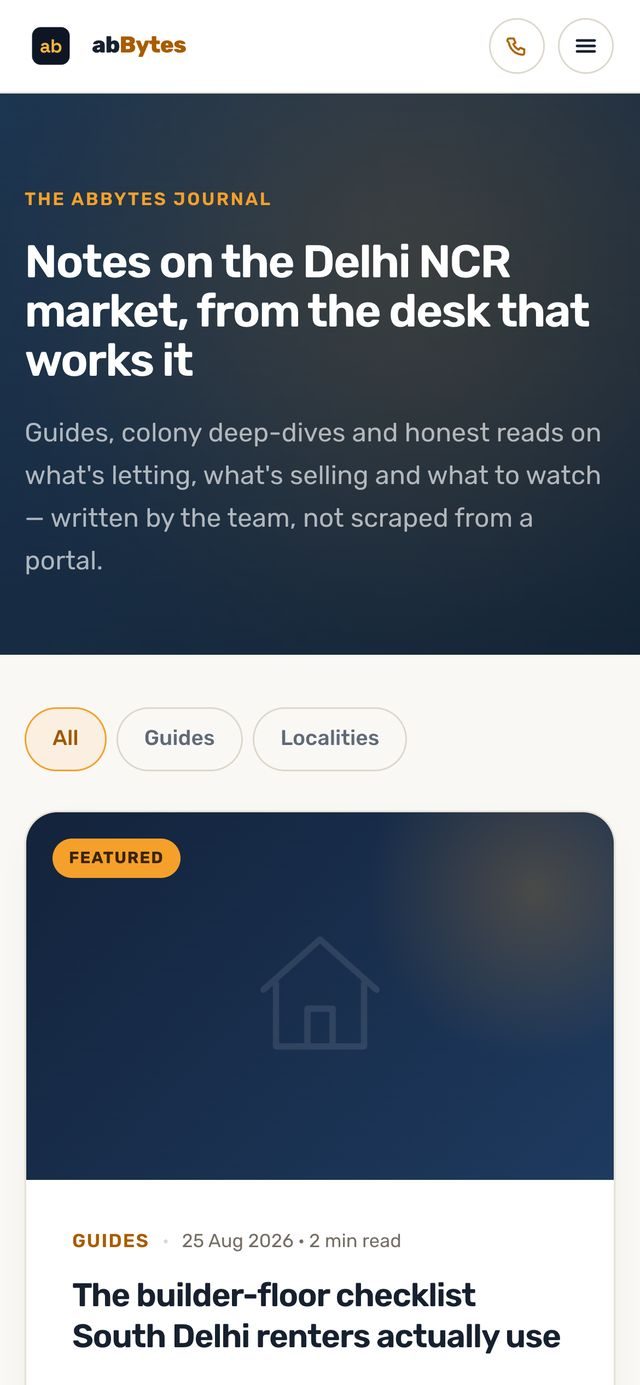 ab abBytes
THE ABBYTES JOURNAL
Notes on the Delhi NCR
market, from the desk that
works it
Guides, colony deep-dives and honest reads on
what's letting, what's selling and what to watch
— written by the team, not scraped from a
portal.
All Guides Localities
FEATURED
GUIDES • 25 Aug 2026 • 2 min read
The builder-floor checklist
South Delhi renters actually use